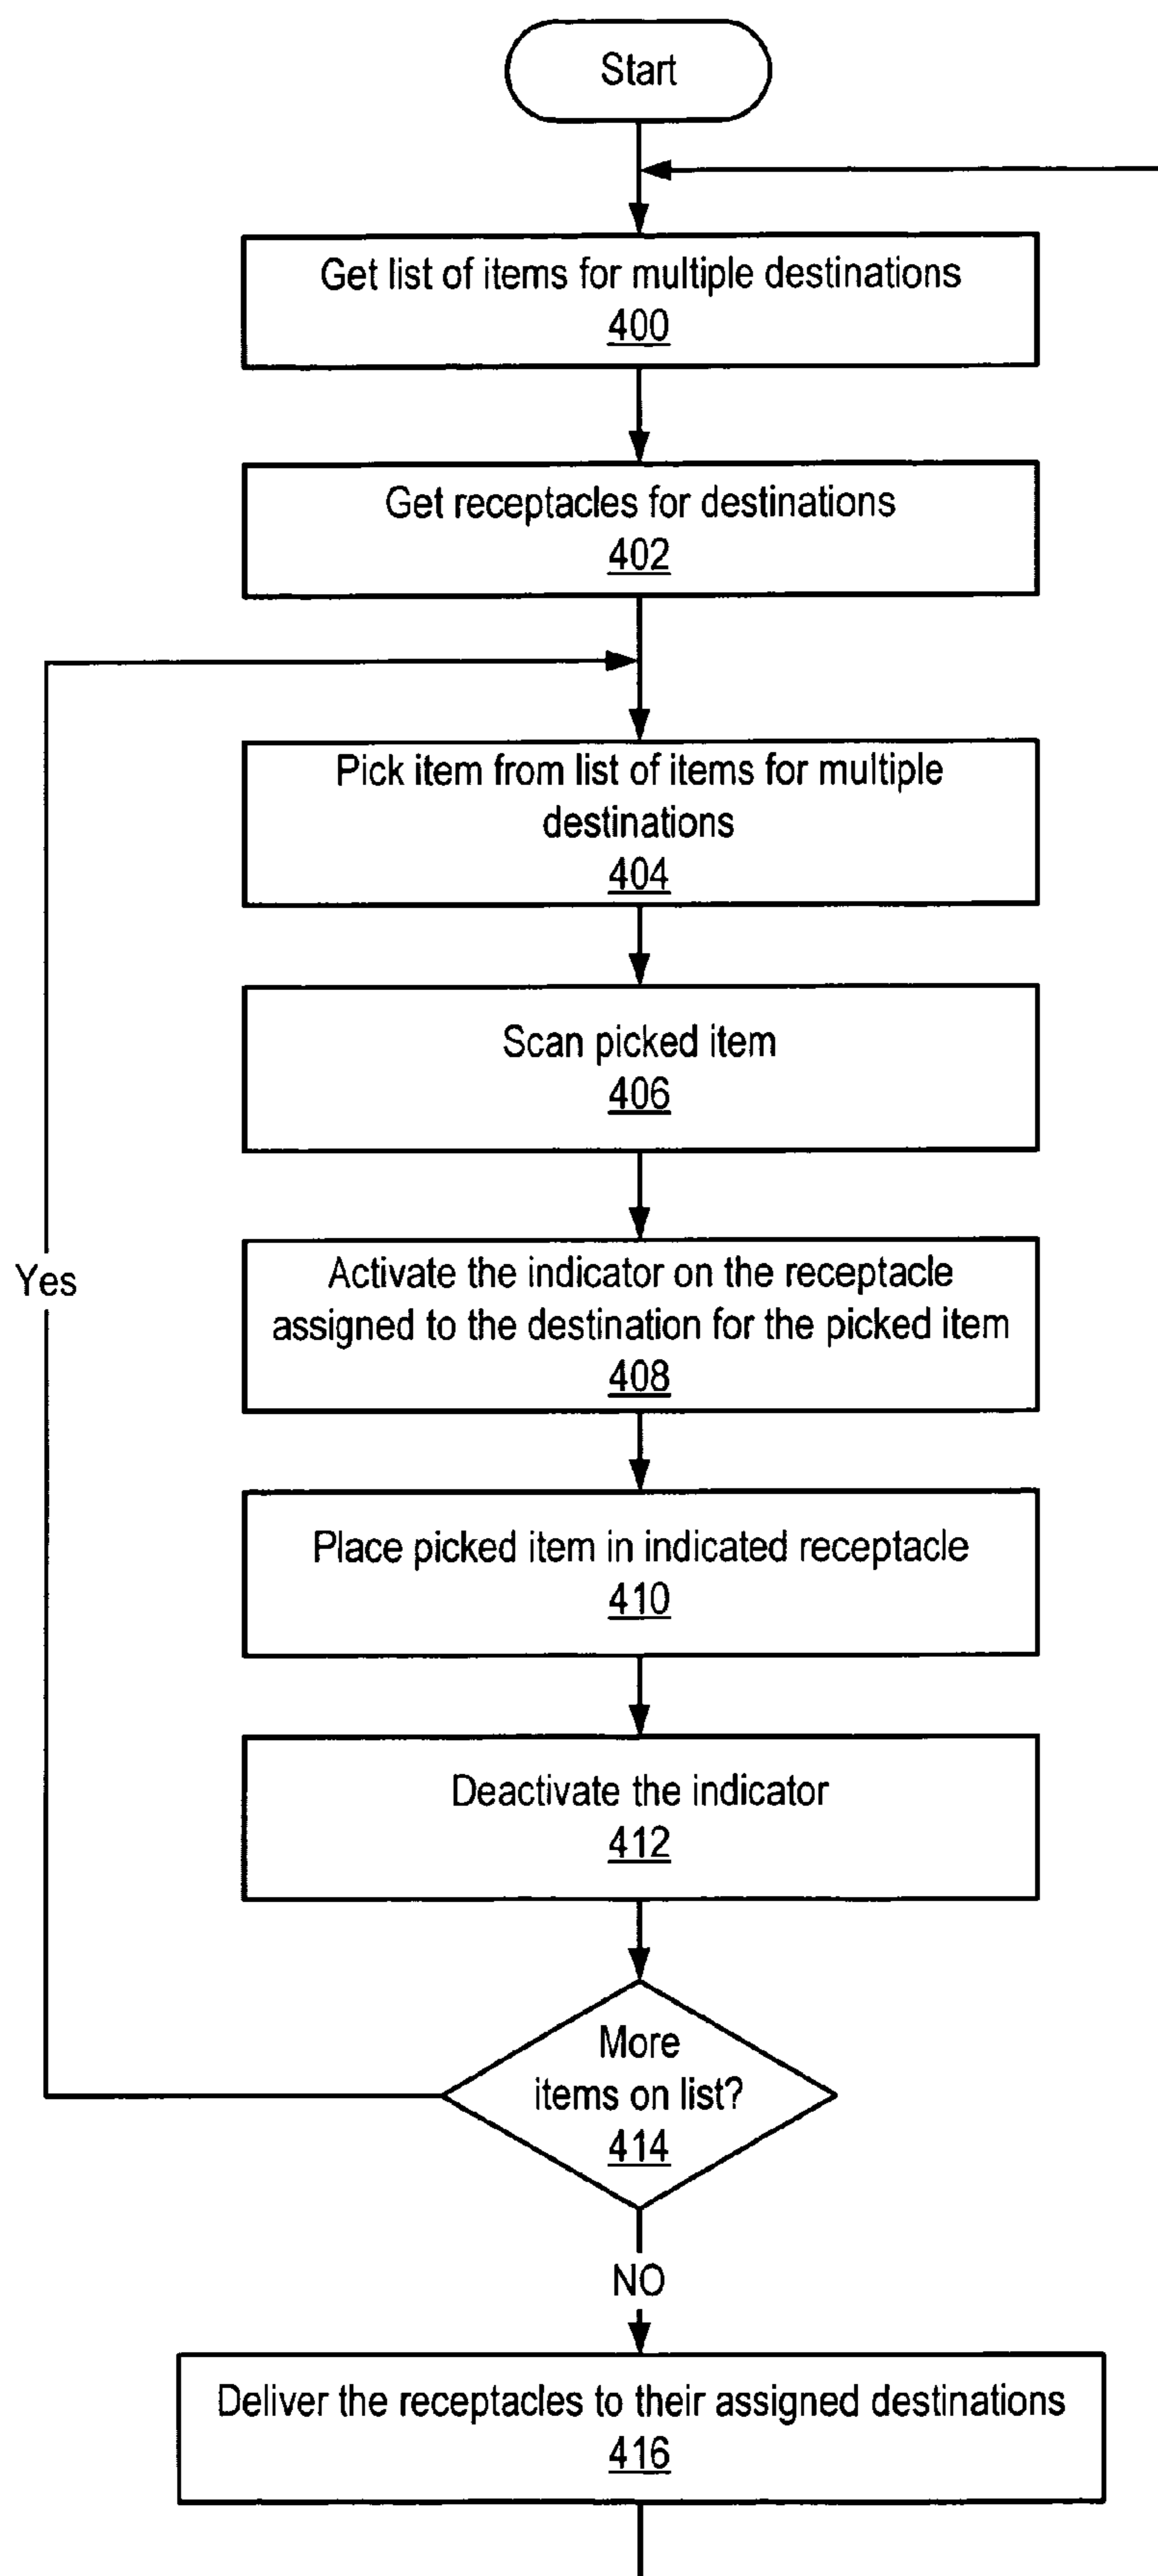 Start
Get list of items for multiple destinations
400
Get receptacles for destinations
402
Pick item from list of items for multiple
destinations
404
Scan picked item
406
Activate the indicator on the receptacle
assigned to the destination for the picked item
408
Yes
Place picked item in indicated receptacle
410
Deactivate the indicator
412
More
items on list?
414
NO
Deliver the receptacles to their assigned destinations
416